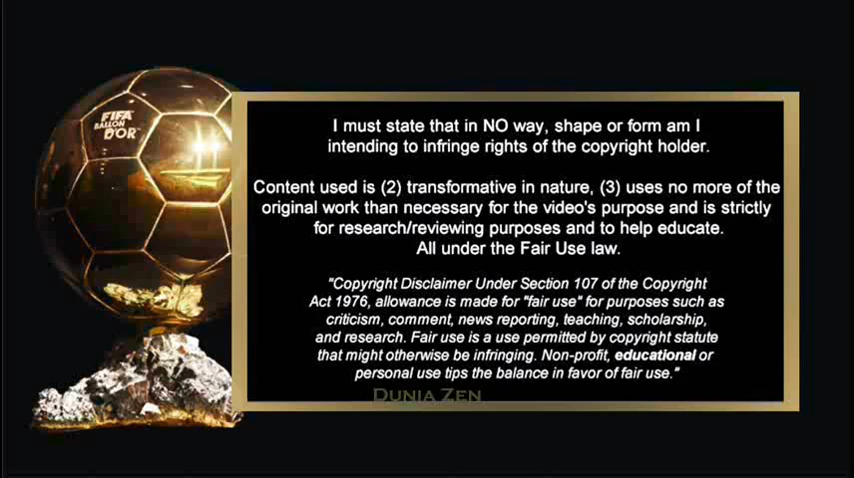 FIFA
BALLON
D'OR
I must state that in NO way, shape or form am I
intending to infringe rights of the copyright holder.
Content used is (2) transformative in nature, (3) uses no more of the
original work than necessary for the video's purpose and is strictly
for research/reviewing purposes and to help educate.
All under the Fair Use law.
"Copyright Disclaimer Under Section 107 of the Copyright
Act 1976, allowance is made for "fair use" for purposes such as
criticism, comment, news reporting, teaching, scholarship,
and research. Fair use is a use permitted by copyright statute
that might otherwise be infringing. Non-profit, educational or
personal use tips the balance in favor of fair use."
DUNIA ZEN